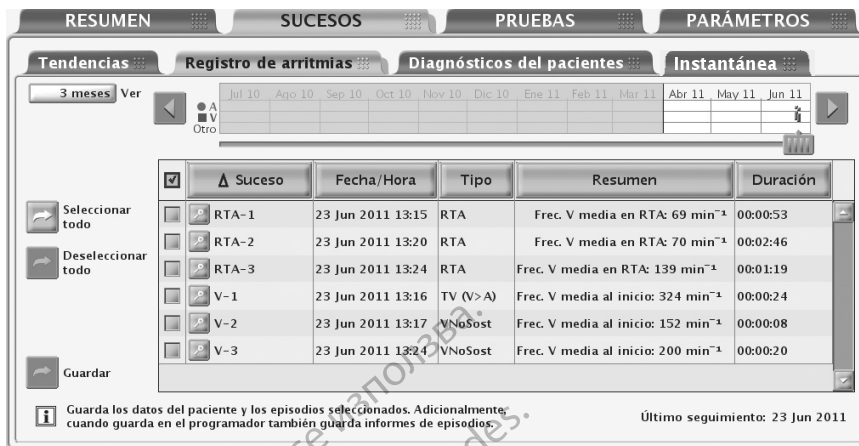 RESUMEN SUCESOS PRUEBAS PARÁMETROS
Tendencias Registro de arritmias Diagnósticos del pacientes Instantánea
3 meses Ver
Jul 10 Ago 10 Sep 10 Oct 10 Nov 10 Dic 10 Ene 11 Feb 11 Mar 11 Abr 11 May 11 Jun 11
A
V
Otro
Δ Suceso Fecha/Hora Tipo Resumen Duración
Seleccionar todo
Deseleccionar todo
Guardar
RTA-1 23 Jun 2011 13:15 RTA Frec. V media en RTA: 69 min⁻¹ 00:00:53
RTA-2 23 Jun 2011 13:20 RTA Frec. V media en RTA: 70 min⁻¹ 00:02:46
RTA-3 23 Jun 2011 13:24 RTA Frec. V media en RTA: 139 min⁻¹ 00:01:19
V-1 23 Jun 2011 13:16 TV (V>A) Frec. V media al inicio: 324 min⁻¹ 00:00:24
V-2 23 Jun 2011 13:17 VNoSost Frec. V media al inicio: 152 min⁻¹ 00:00:08
V-3 23 Jun 2011 13:24 VNoSost Frec. V media al inicio: 200 min⁻¹ 00:00:20
Guarda los datos del paciente y los episodios seleccionados. Adicionalmente,
cuando guarda en el programador también guarda informes de episodios.
Último seguimiento: 23 Jun 2011
се използва.